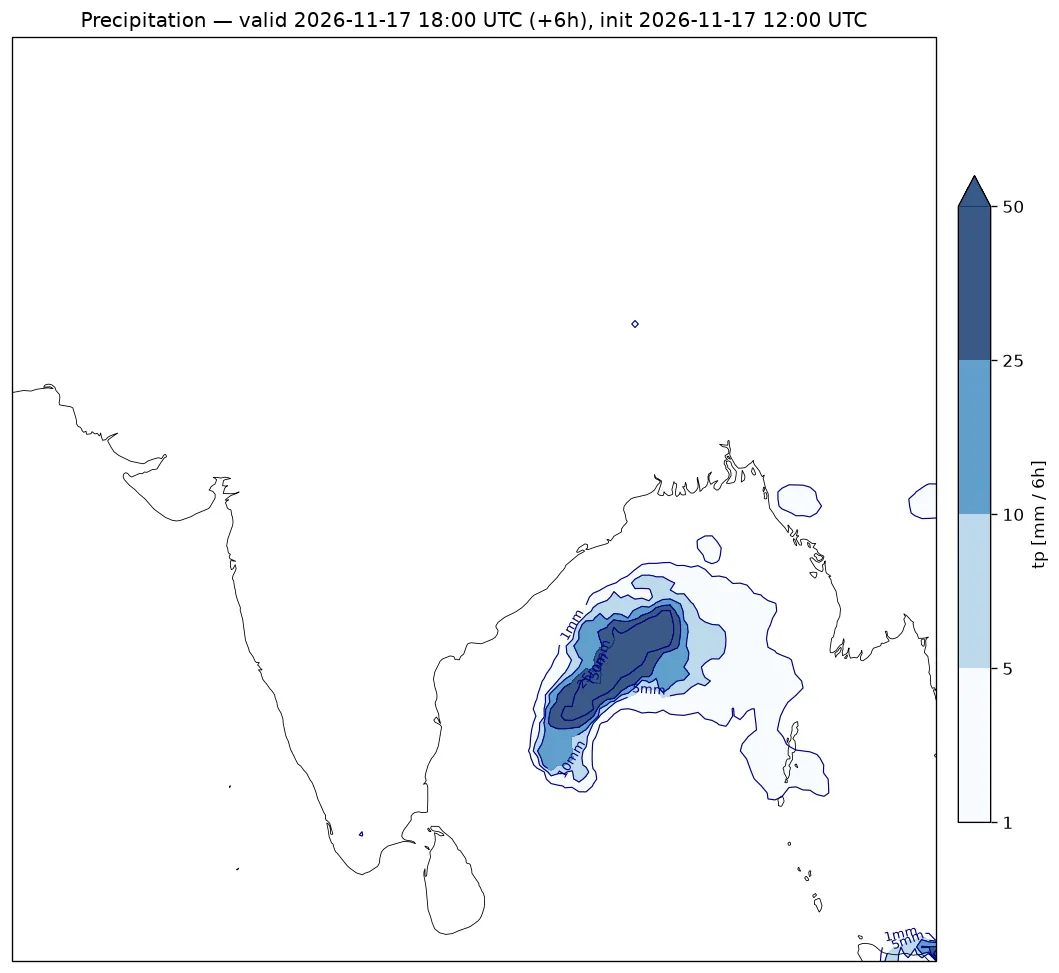 Precipitation — valid 2026-11-17 18:00 UTC (+6h), init 2026-11-17 12:00 UTC
50
25
10
5
1
tp [mm / 6h]
1mm
5mm
10mm
1mm
5mm